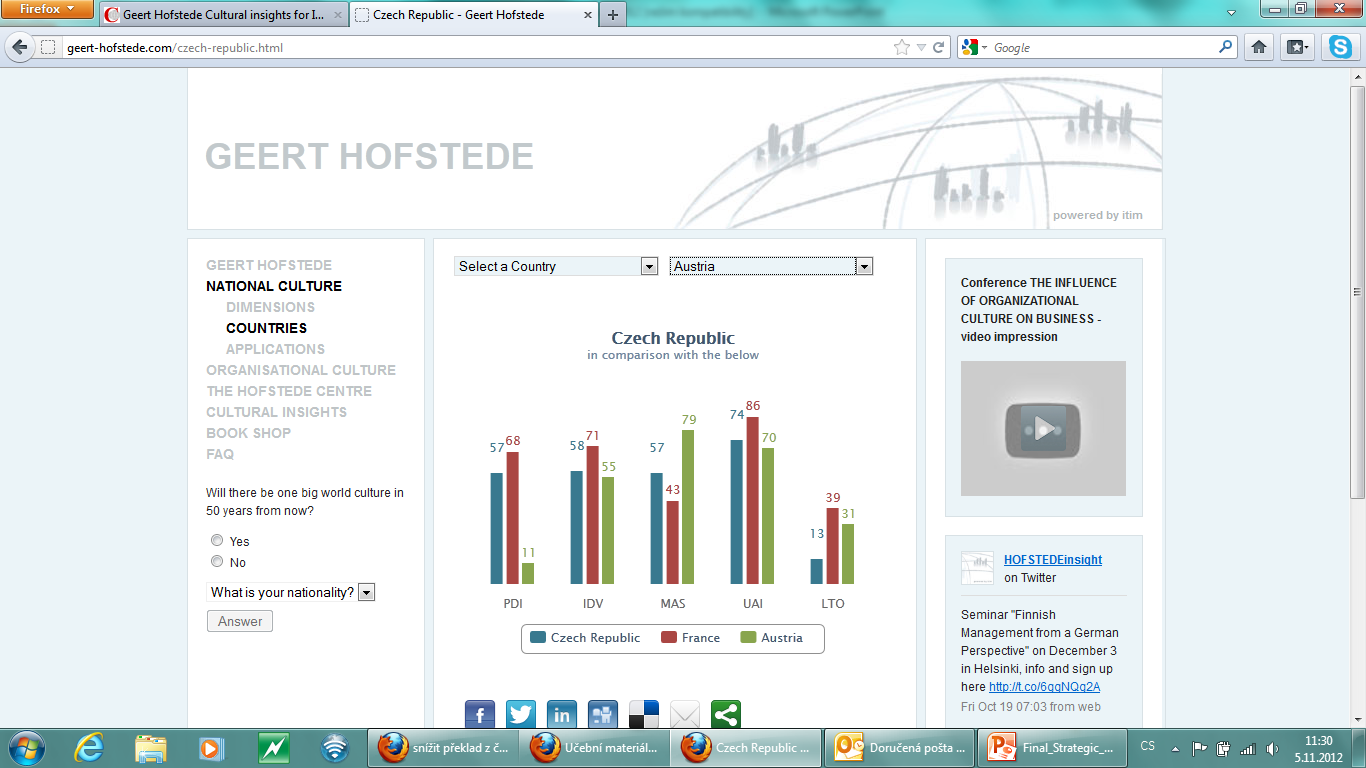 Firefox
Geert Hofstede Cultural insights for I...
Czech Republic - Geert Hofstede
geert-hofstede.com/czech-republic.html
Google
GEERT HOFSTEDE
powered by itim
GEERT HOFSTEDE
NATIONAL CULTURE
DIMENSIONS
COUNTRIES
APPLICATIONS
ORGANISATIONAL CULTURE
THE HOFSTEDE CENTRE
CULTURAL INSIGHTS
BOOK SHOP
FAQ
Will there be one big world culture in
50 years from now?
Yes
No
What is your nationality?
Answer
Select a Country
Austria
Czech Republic
in comparison with the below
57 68 11
58 71 55
57 43 79
74 86 70
13 39 31
PDI IDV MAS UAI LTO
Czech Republic France Austria
Conference THE INFLUENCE
OF ORGANIZATIONAL
CULTURE ON BUSINESS -
video impression
HOFSTEDEinsight
on Twitter
Seminar "Finnish
Management from a German
Perspective" on December 3
in Helsinki, info and sign up
here http://t.co/6qgNQg2A
Fri Oct 19 07:03 from web
snížit překlad z č...
Učební materiál...
Czech Republic ...
Doručená pošta ...
Final_Strategic_...
CS
11:30
5.11.2012